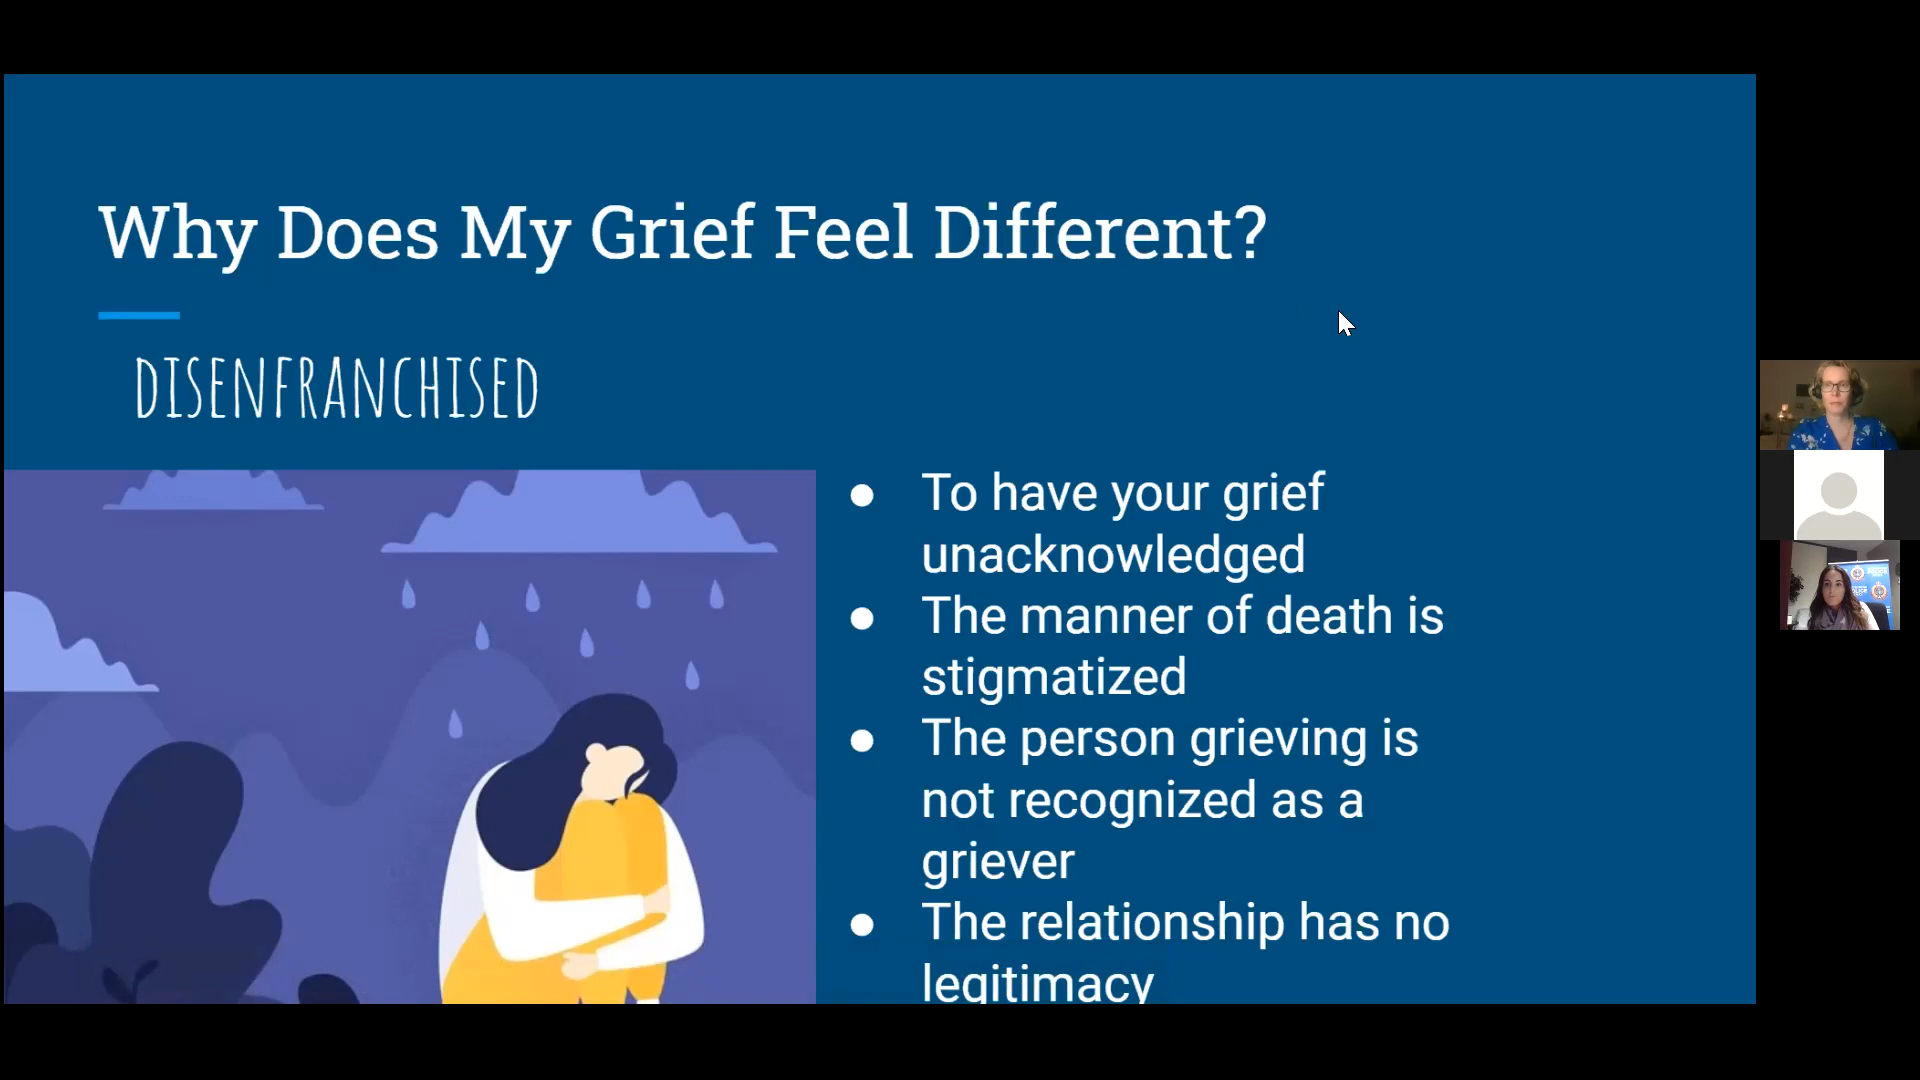 Why Does My Grief Feel Different?
DISENFRANCHISED
● To have your grief
unacknowledged
● The manner of death is
stigmatized
● The person grieving is
not recognized as a
griever
● The relationship has no
legitimacy